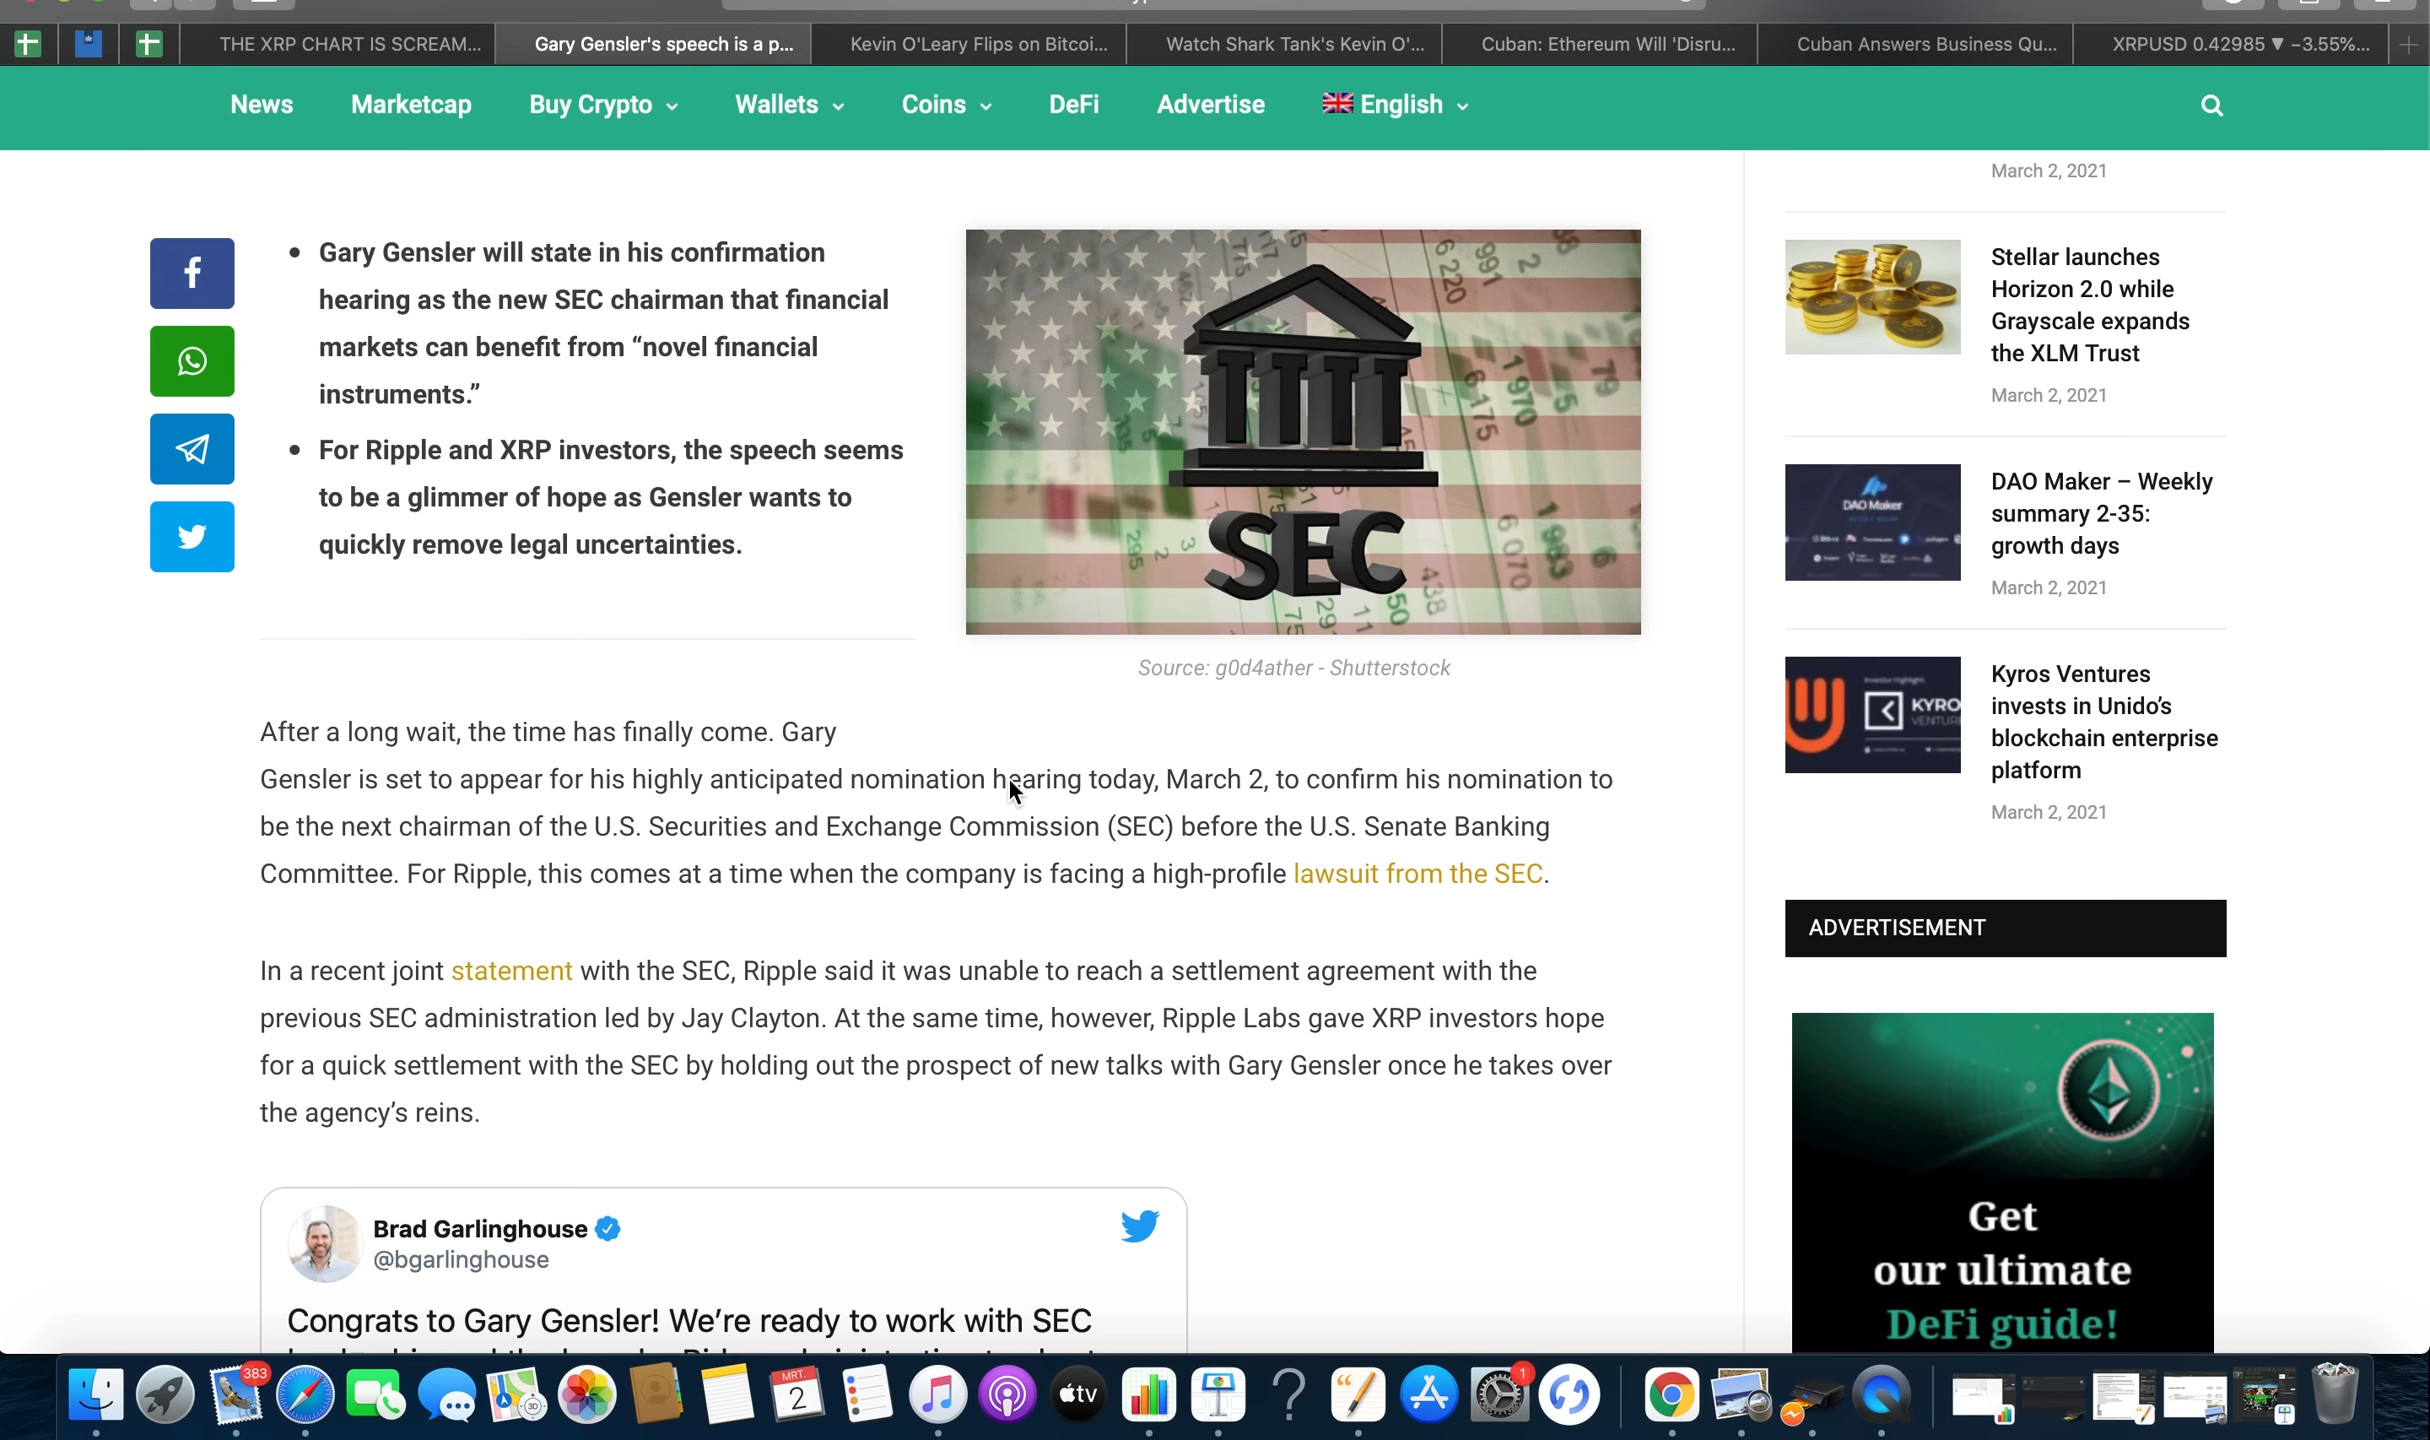 THE XRP CHART IS SCREAM...
Gary Gensler's speech is a p...
Kevin O'Leary Flips on Bitcoi...
Watch Shark Tank's Kevin O'...
Cuban: Ethereum Will 'Disru...
Cuban Answers Business Qu...
XRPUSD 0.42985 ▼ −3.55%...
News
Marketcap
Buy Crypto
Wallets
Coins
DeFi
Advertise
English
• Gary Gensler will state in his confirmation
hearing as the new SEC chairman that financial
markets can benefit from “novel financial
instruments.”
• For Ripple and XRP investors, the speech seems
to be a glimmer of hope as Gensler wants to
quickly remove legal uncertainties.
SEC
Source: g0d4ather - Shutterstock
After a long wait, the time has finally come. Gary
Gensler is set to appear for his highly anticipated nomination hearing today, March 2, to confirm his nomination to
be the next chairman of the U.S. Securities and Exchange Commission (SEC) before the U.S. Senate Banking
Committee. For Ripple, this comes at a time when the company is facing a high-profile lawsuit from the SEC.
In a recent joint statement with the SEC, Ripple said it was unable to reach a settlement agreement with the
previous SEC administration led by Jay Clayton. At the same time, however, Ripple Labs gave XRP investors hope
for a quick settlement with the SEC by holding out the prospect of new talks with Gary Gensler once he takes over
the agency’s reins.
Brad Garlinghouse
@bgarlinghouse
Congrats to Gary Gensler! We’re ready to work with SEC
March 2, 2021
Stellar launches
Horizon 2.0 while
Grayscale expands
the XLM Trust
March 2, 2021
DAO Maker
DAO Maker – Weekly
summary 2-35:
growth days
March 2, 2021
KYRO
VENTURE
Kyros Ventures
invests in Unido’s
blockchain enterprise
platform
March 2, 2021
ADVERTISEMENT
Get
our ultimate
DeFi guide!
383
3D
MRT.
2
tv
1